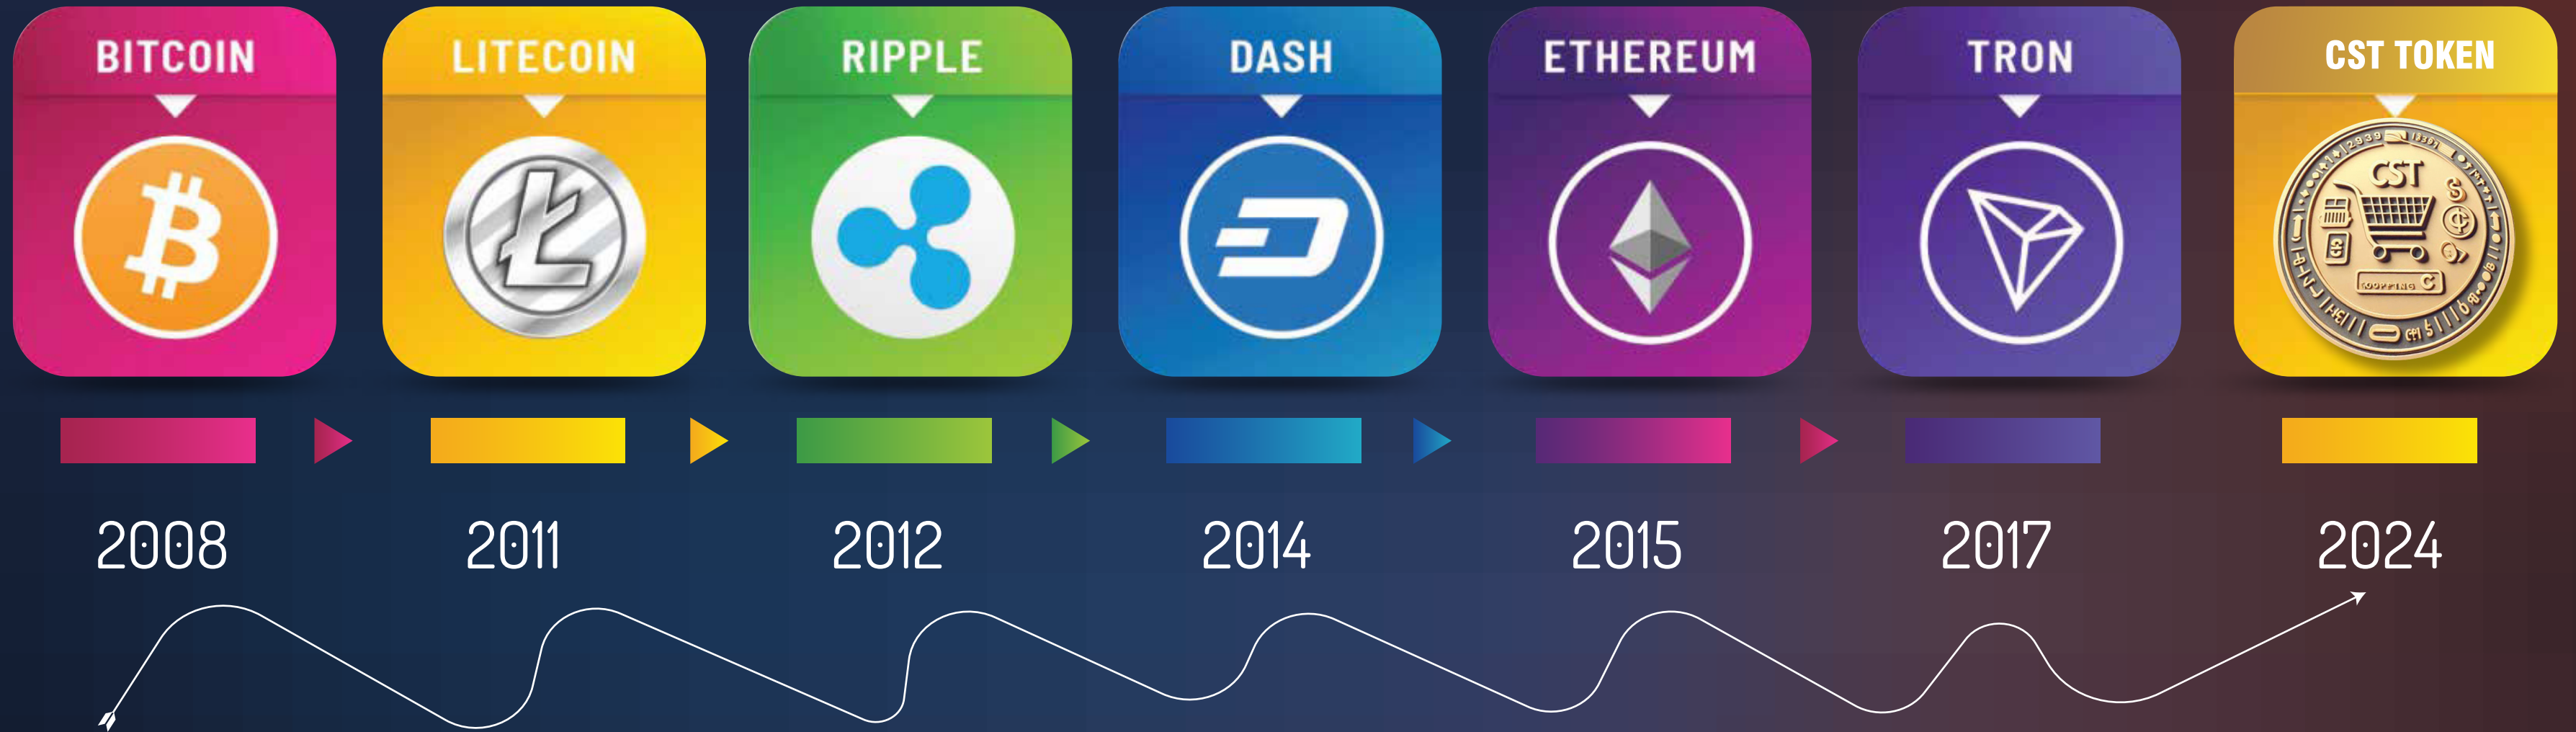 BITCOIN
LITECOIN
RIPPLE
DASH
ETHEREUM
TRON
CST TOKEN
CST
2008
2011
2012
2014
2015
2017
2024